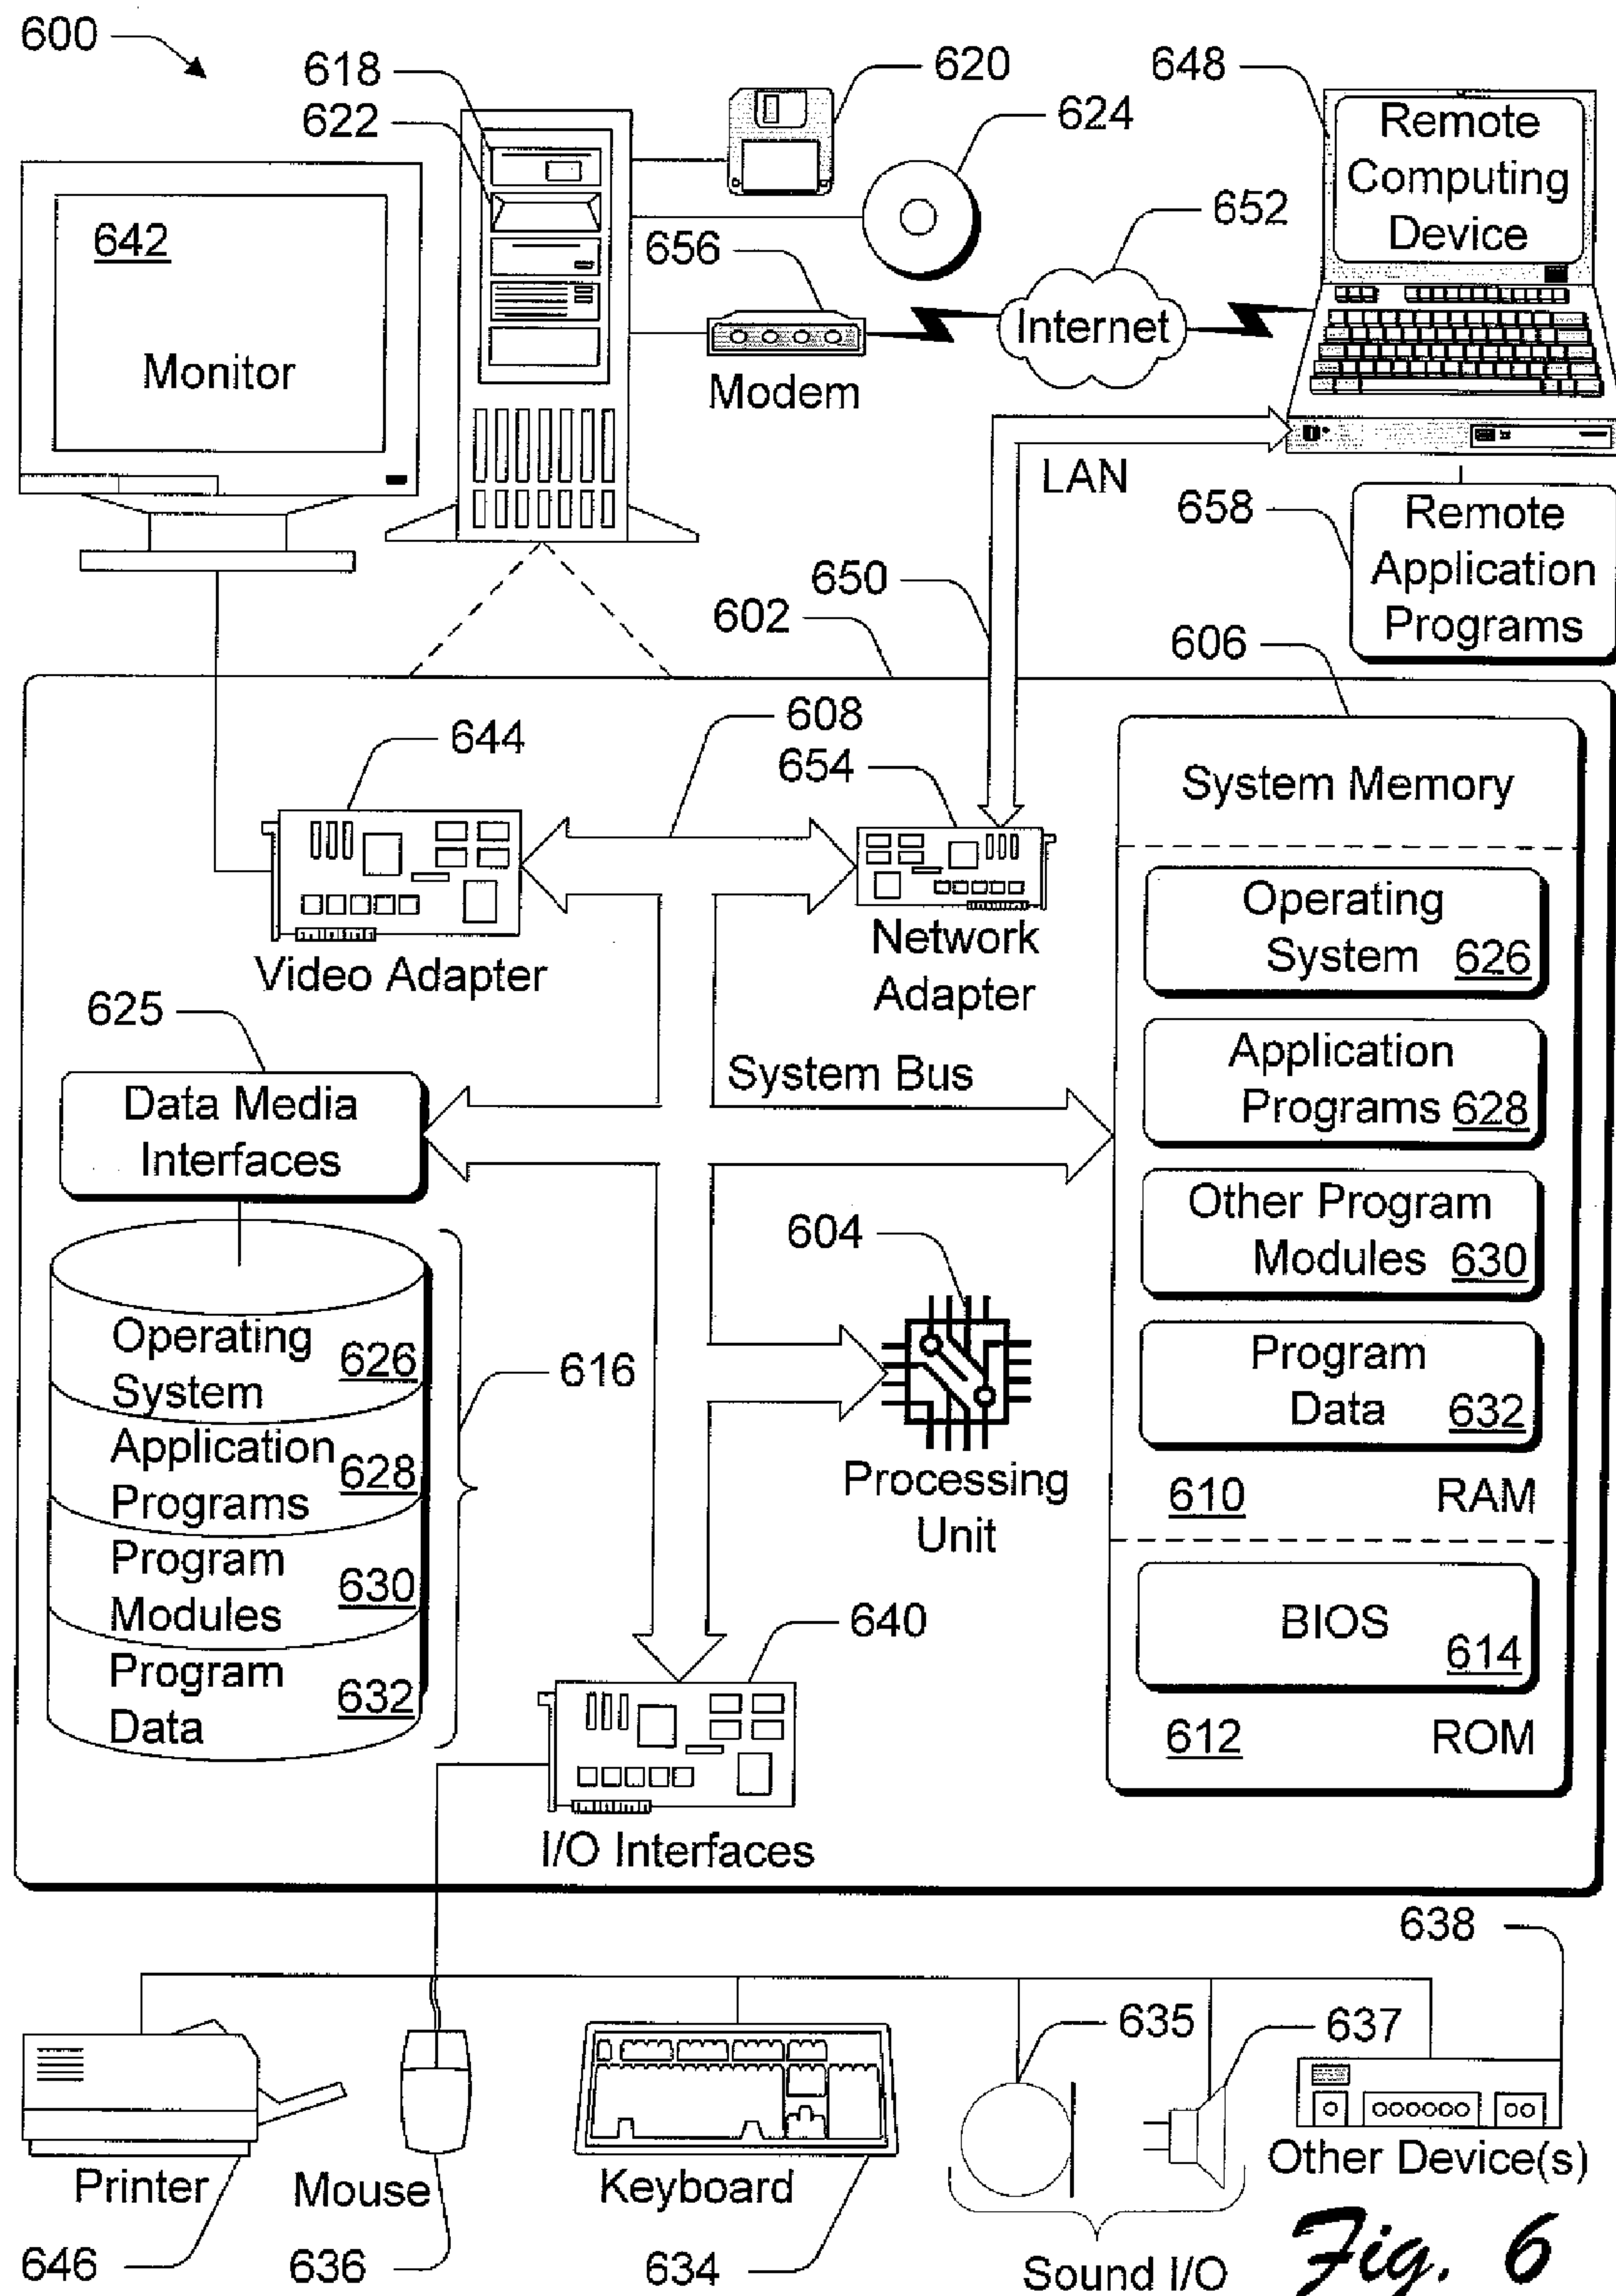 600
618
622
620
624
648
Remote
Computing
Device
642
Monitor
656
652
Internet
Modem
LAN
658
Remote
Application
Programs
650
602
606
608
644
654
System Memory
Video Adapter
Network
Adapter
Operating
System 626
625
Data Media
Interfaces
System Bus
Application
Programs 628
Other Program
Modules 630
604
Processing
Unit
Program
Data 632
610 RAM
Operating
System 626
616
Application
Programs 628
Program
Modules 630
Program
Data 632
BIOS
614
612 ROM
640
I/O Interfaces
638
635
637
Printer
Mouse
Keyboard
Other Device(s)
646
636
634
Sound I/O
Fig. 6